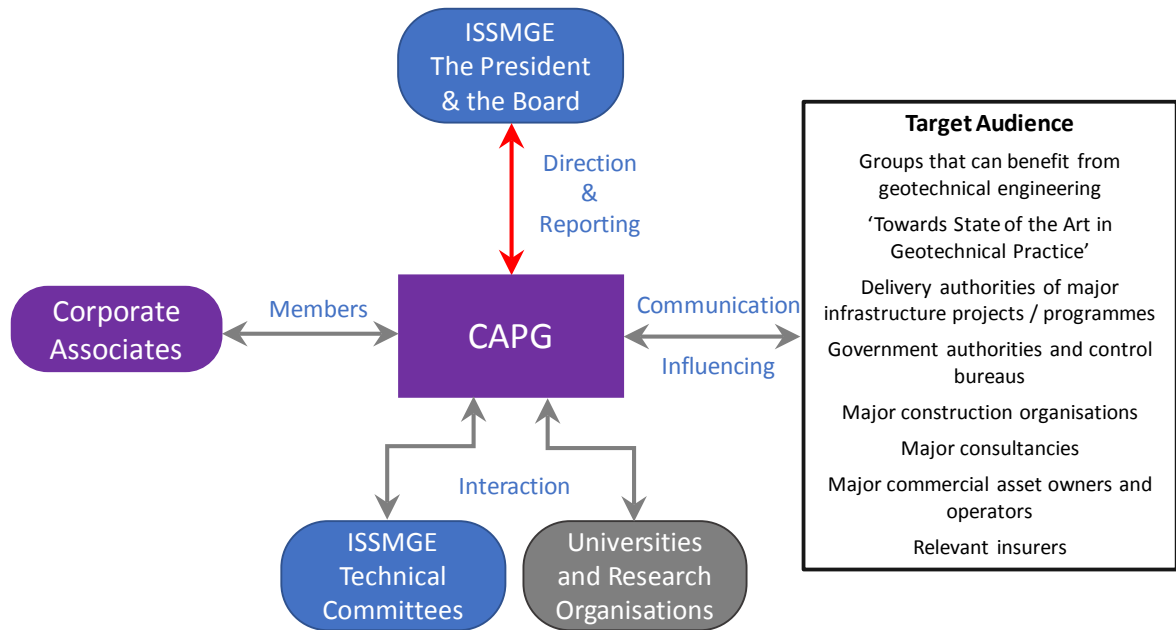 ISSMGE
The President
& the Board
Direction
&
Reporting
Corporate
Associates
Members
CAPG
Communication
Influencing
Interaction
ISSMGE
Technical
Committees
Universities
and Research
Organisations
Target Audience
Groups that can benefit from
geotechnical engineering
‘Towards State of the Art in
Geotechnical Practice’
Delivery authorities of major
infrastructure projects / programmes
Government authorities and control
bureaus
Major construction organisations
Major consultancies
Major commercial asset owners and
operators
Relevant insurers